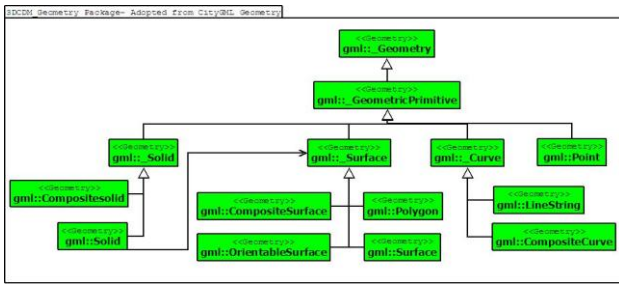 3DCDM_Geometry Package- Adopted from CityGML Geometry
<<Geometry>>
gml::_Geometry
<<Geometry>>
gml::_GeometricPrimitive
<<Geometry>>
gml::_Solid
<<Geometry>>
gml::_Surface
<<Geometry>>
gml::_Curve
<<Geometry>>
gml::Point
<<Geometry>>
gml::Compositesolid
<<Geometry>>
gml::CompositeSurface
<<Geometry>>
gml::Polygon
<<Geometry>>
gml::LineString
<<Geometry>>
gml::Solid
<<Geometry>>
gml::OrientableSurface
<<Geometry>>
gml::Surface
<<Geometry>>
gml::CompositeCurve